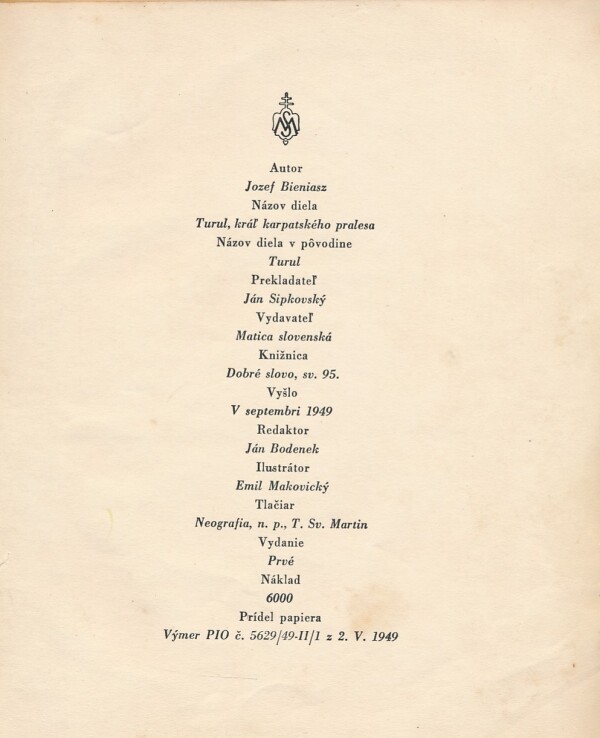 Autor
Jozef Bieniasz
Názov diela
Turul, kráľ karpatského pralesa
Názov diela v pôvodine
Turul
Prekladateľ
Ján Sipkovský
Vydavateľ
Matica slovenská
Knižnica
Dobré slovo, sv. 95.
Vyšlo
V septembri 1949
Redaktor
Ján Bodenek
Ilustrátor
Emil Makovický
Tlačiar
Neografia, n. p., T. Sv. Martin
Vydanie
Prvé
Náklad
6000
Prídel papiera
Výmer PIO č. 5629/49-II/1 z 2. V. 1949